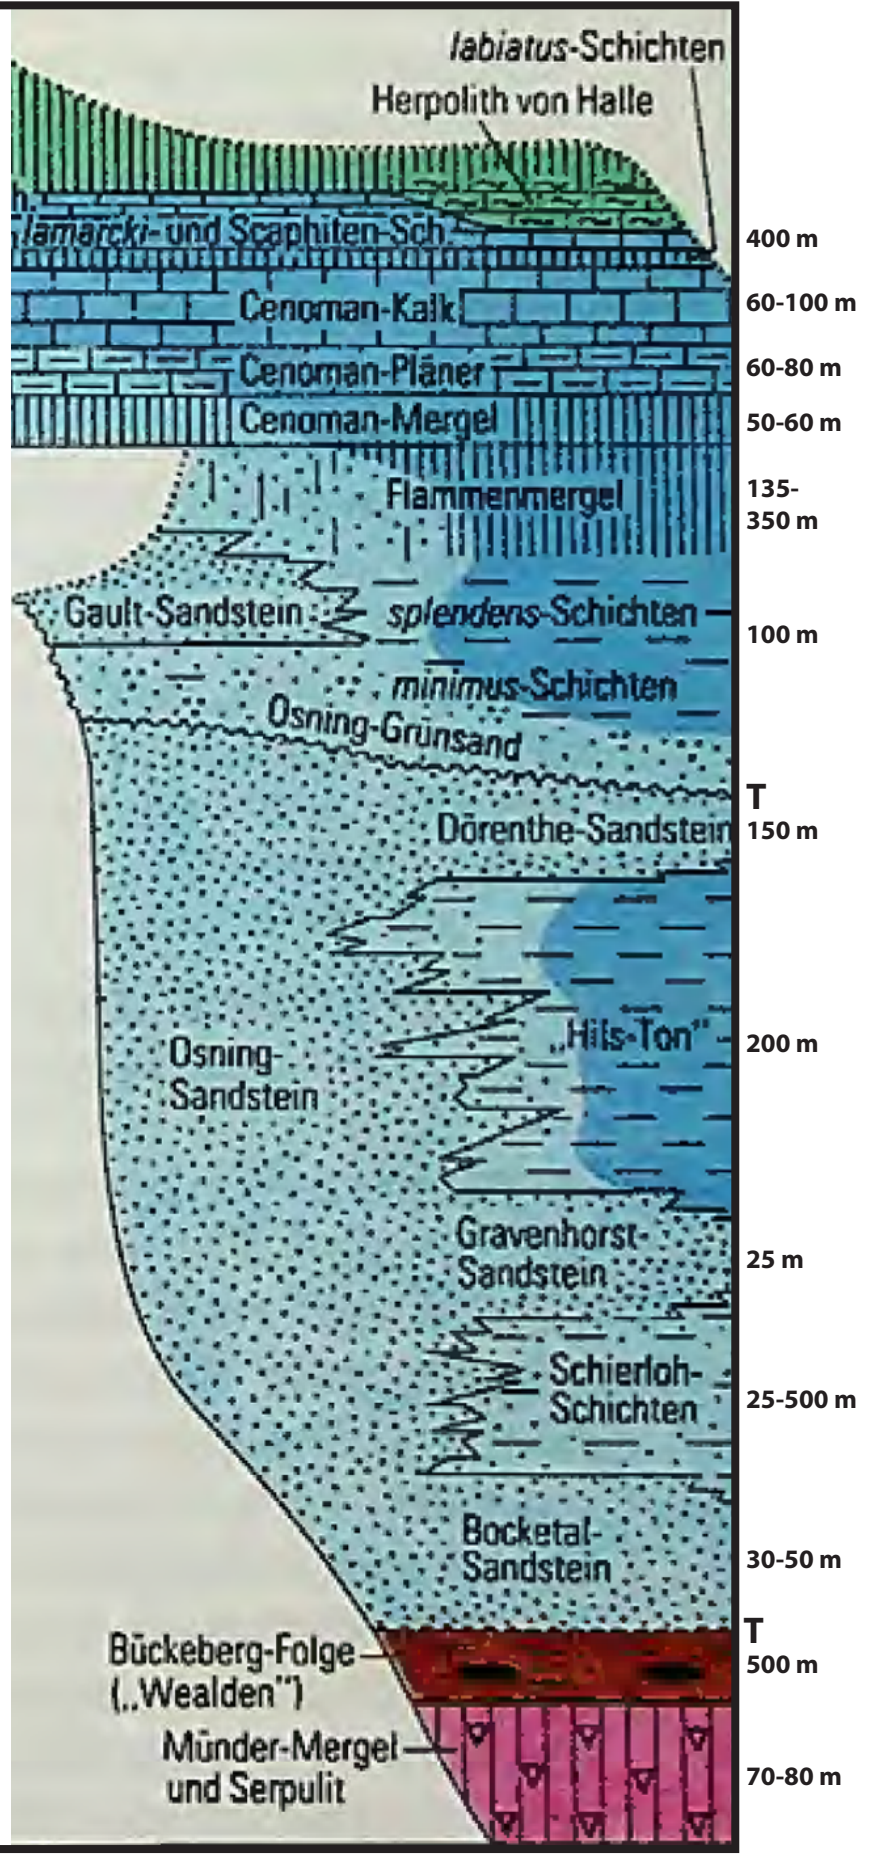 labiatus-Schichten
Herpolith von Halle
h.
lamarcki- und Scaphiten-Sch.
400 m
Cenoman-Kalk
60-100 m
Cenoman-Pläner
60-80 m
Cenoman-Mergel
50-60 m
Flammenmergel
135-
350 m
Gault-Sandstein
splendens-Schichten
100 m
minimus-Schichten
Osning-Grünsand
T
Dörenthe-Sandstein
150 m
„Hils-Ton"
200 m
Osning-
Sandstein
Gravenhorst-
Sandstein
25 m
Schierloh-
Schichten
25-500 m
Bocketal-
Sandstein
30-50 m
T
Bückeberg-Folge
(„Wealden")
500 m
Münder-Mergel
und Serpulit
70-80 m